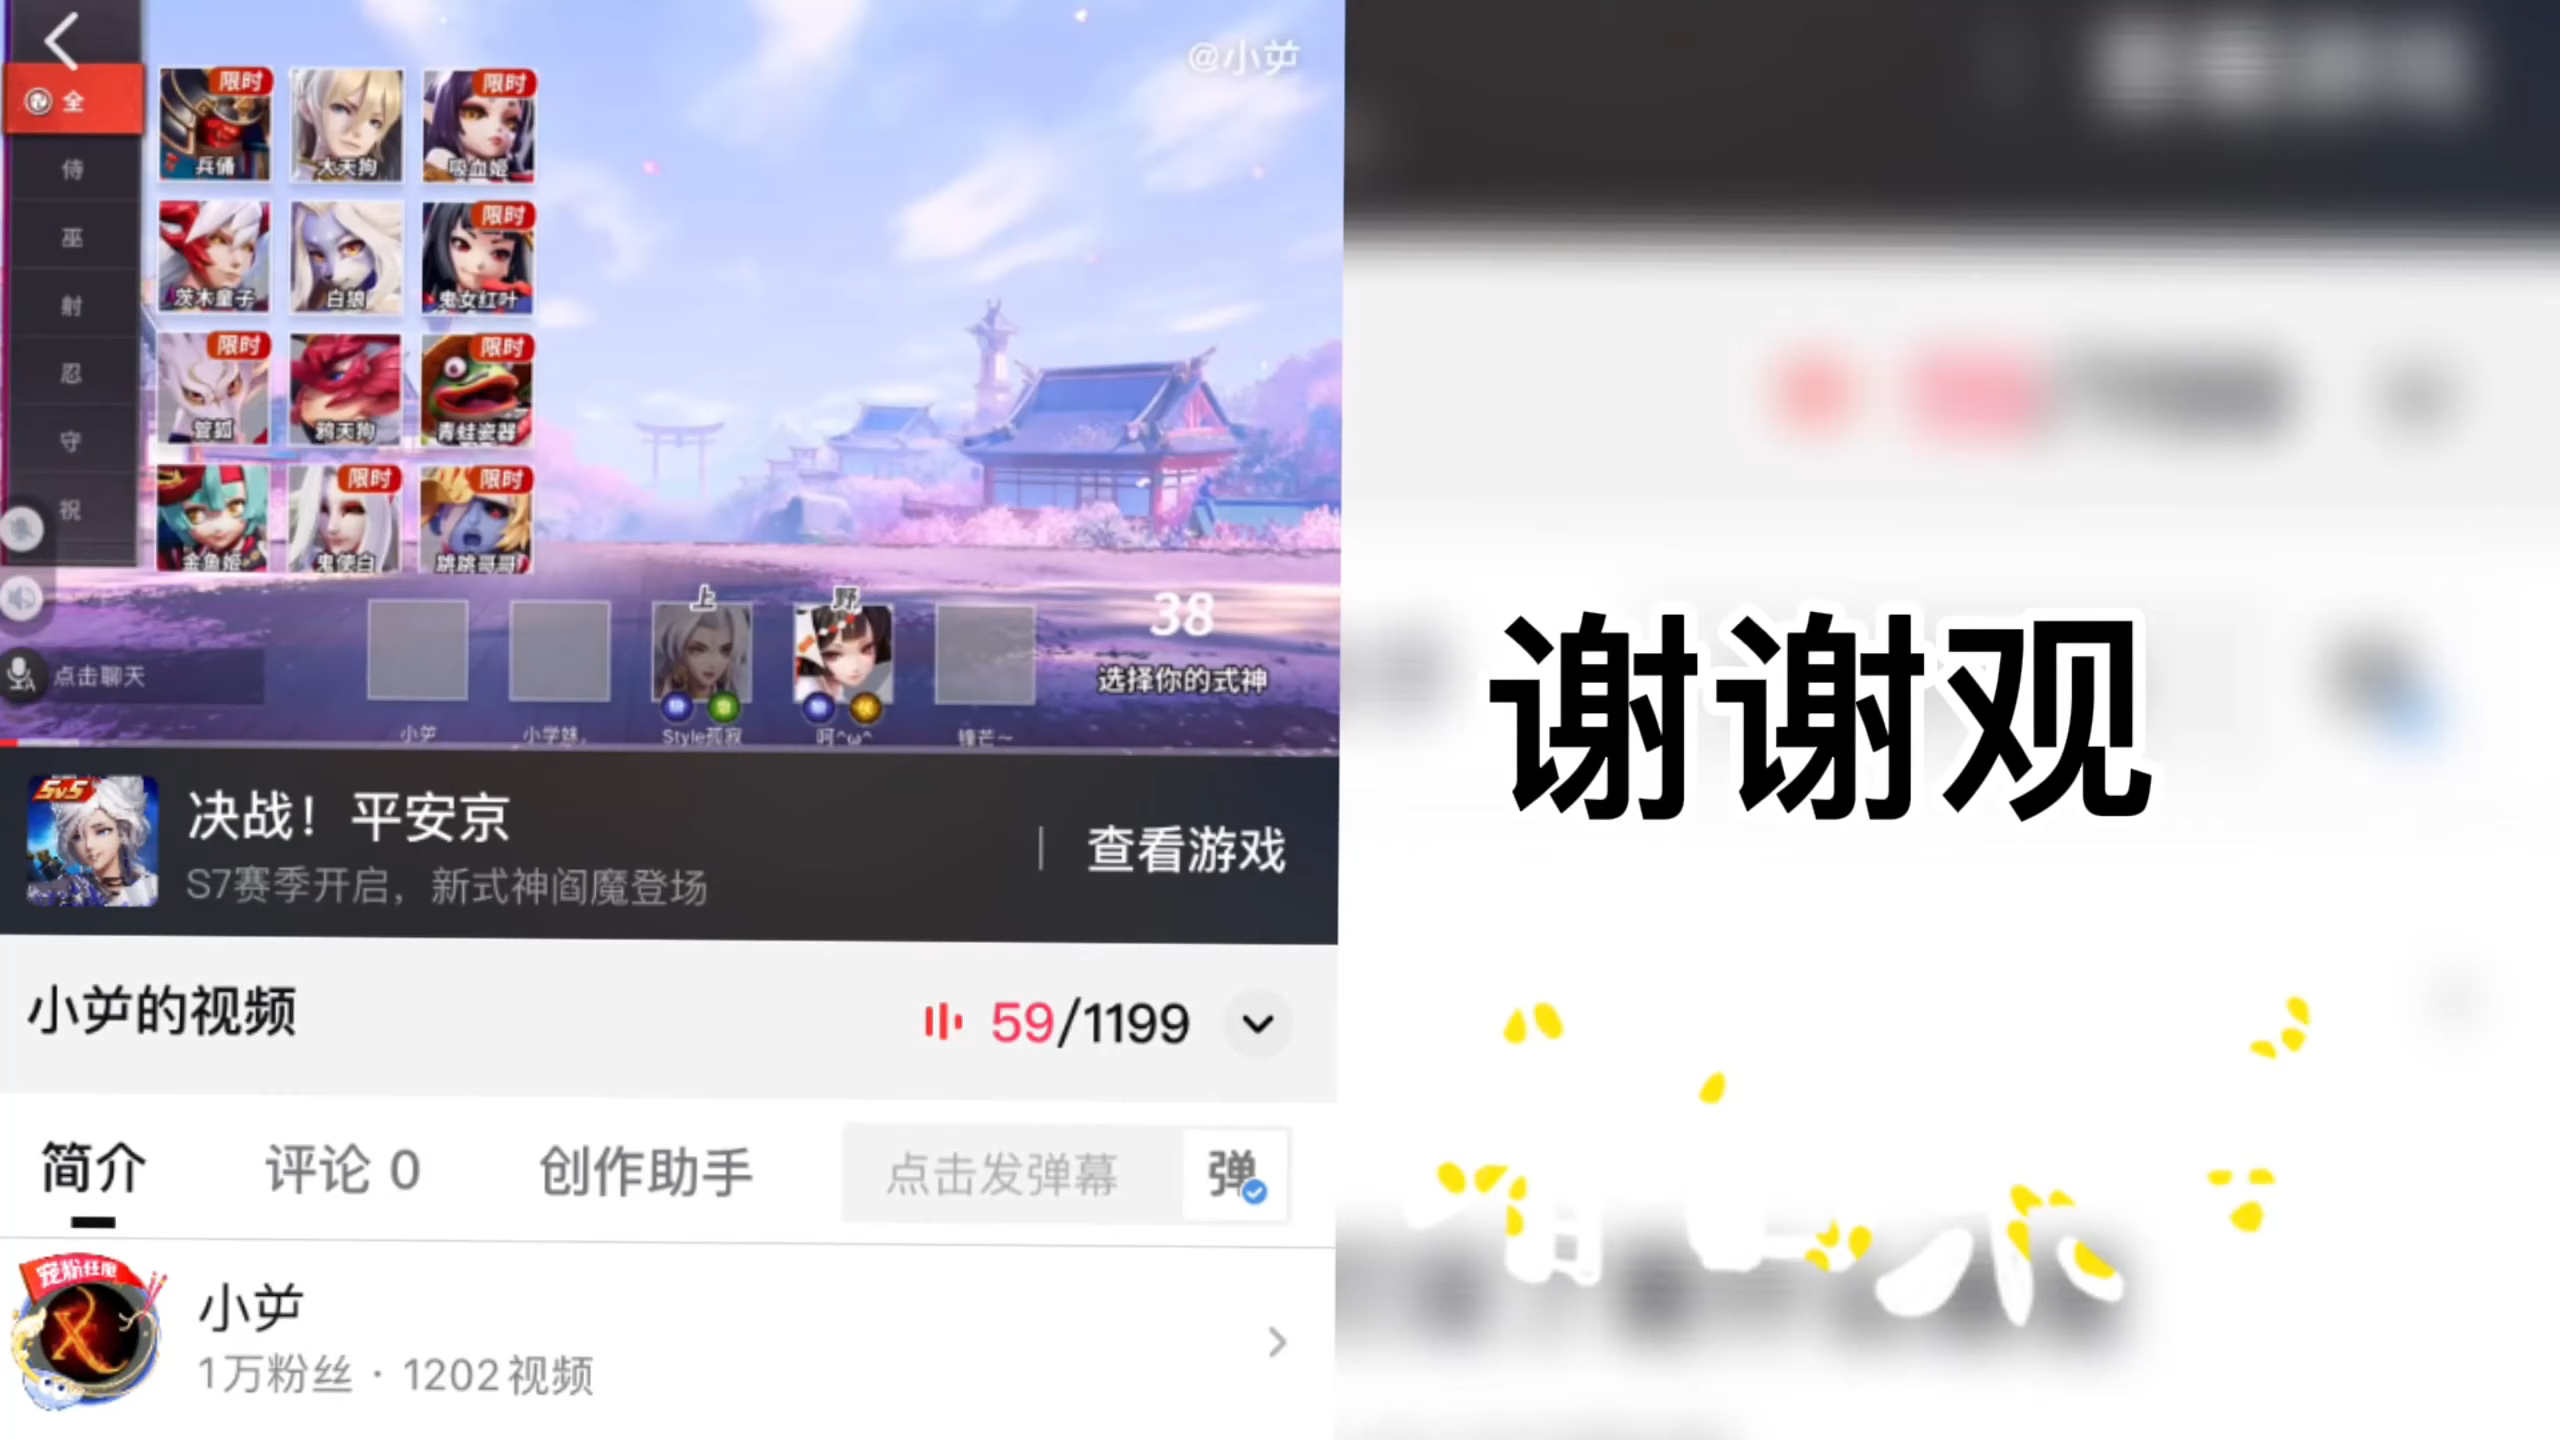 @小屰
全
侍
巫
射
忍
守
祝
限时
限时
兵俑
大天狗
吸血姬
限时
茨木童子
白狼
鬼女红叶
限时
限时
管狐
鸦天狗
青蛙瓷器
限时
限时
金鱼姬
鬼使白
跳跳哥哥
上
野
38
选择你的式神
点击聊天
小学妹,
Style孤寂
呵^ω^
锋芒~
5v5
决战！平安京
查看游戏
S7赛季开启，新式神阎魔登场
小屰的视频
59/1199
简介
评论 0
创作助手
点击发弹幕
弹
宠粉狂魔
小屰
1万粉丝 · 1202视频
谢谢观